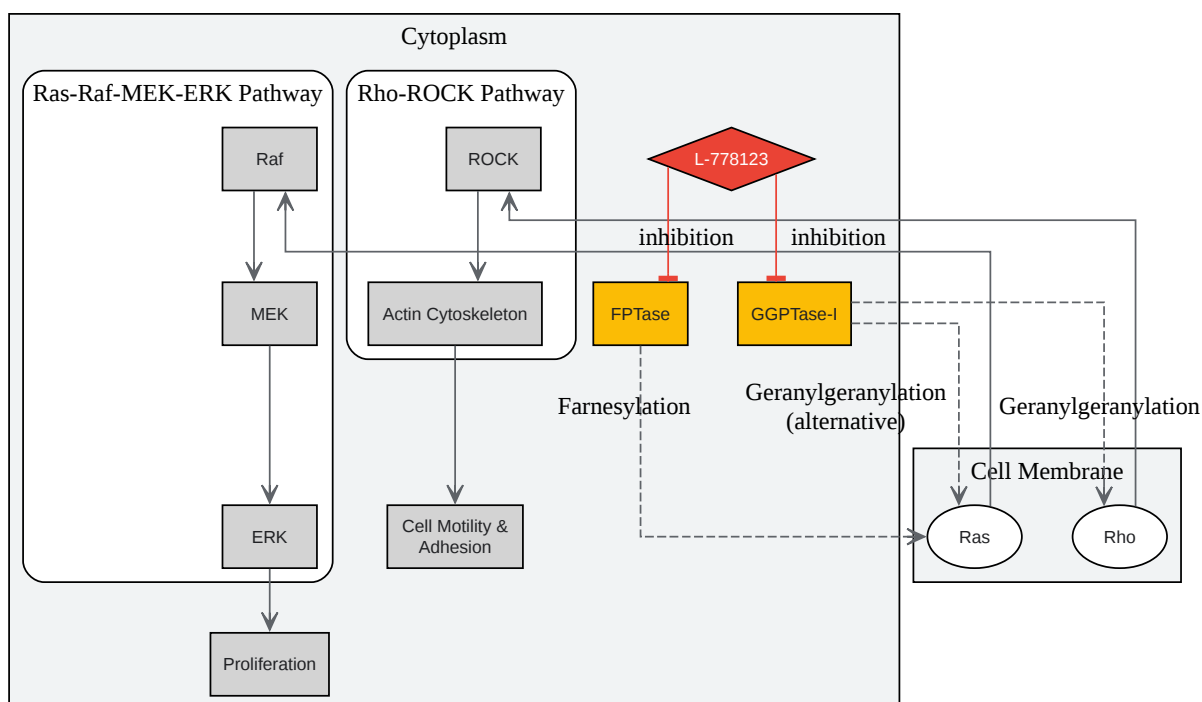 Cytoplasm
Ras-Raf-MEK-ERK Pathway
Rho-ROCK Pathway
Raf
ROCK
L-778123
inhibition
inhibition
MEK
Actin Cytoskeleton
FPTase
GGPTase-I
Farnesylation
Geranylgeranylation
(alternative)
Geranylgeranylation
Cell Membrane
ERK
Cell Motility &
Adhesion
Ras
Rho
Proliferation